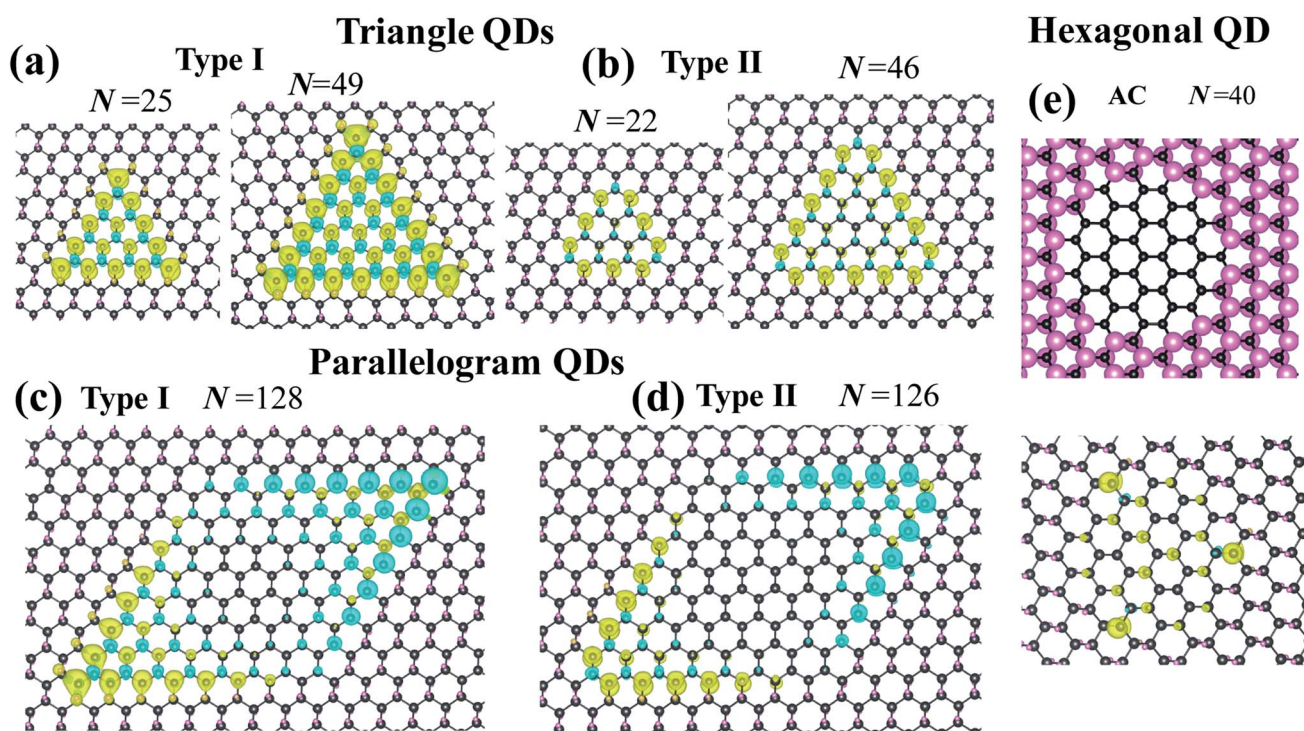 Triangle QDs
Hexagonal QD
(a) Type I
(b) Type II
N =25
N=49
N =22
N=46
(e) AC N=40
Parallelogram QDs
(c) Type I N =128
(d) Type II N =126